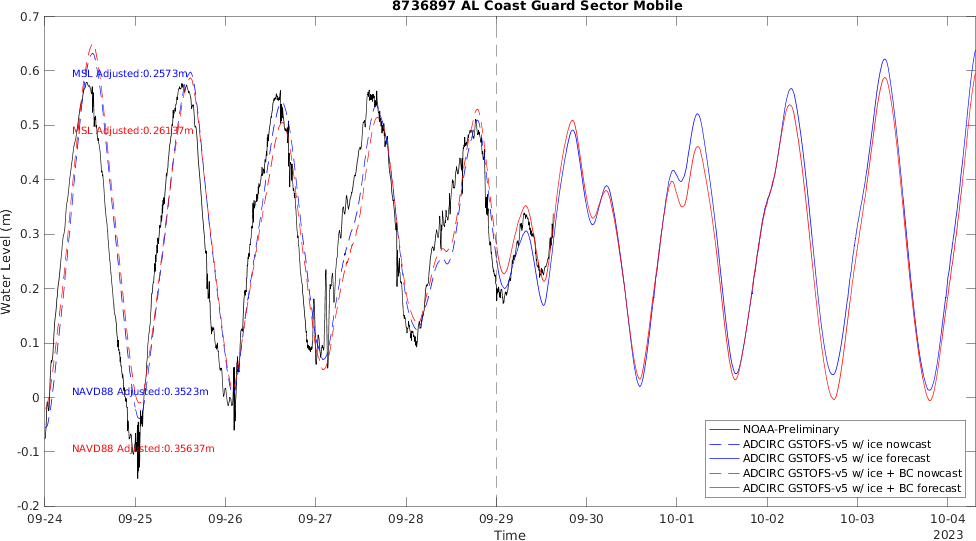 8736897 AL Coast Guard Sector Mobile
0.7
0.6
0.5
0.4
0.3
0.2
0.1
0
-0.1
-0.2
Water Level (m)
MSL Adjusted:0.2573m
MSL Adjusted:0.26137m
NAVD88 Adjusted:0.3523m
NAVD88 Adjusted:0.35637m
NOAA-Preliminary
ADCIRC GSTOFS-v5 w/ ice nowcast
ADCIRC GSTOFS-v5 w/ ice forecast
ADCIRC GSTOFS-v5 w/ ice + BC nowcast
ADCIRC GSTOFS-v5 w/ ice + BC forecast
09-24 09-25 09-26 09-27 09-28 09-29 09-30 10-01 10-02 10-03 10-04
Time 2023